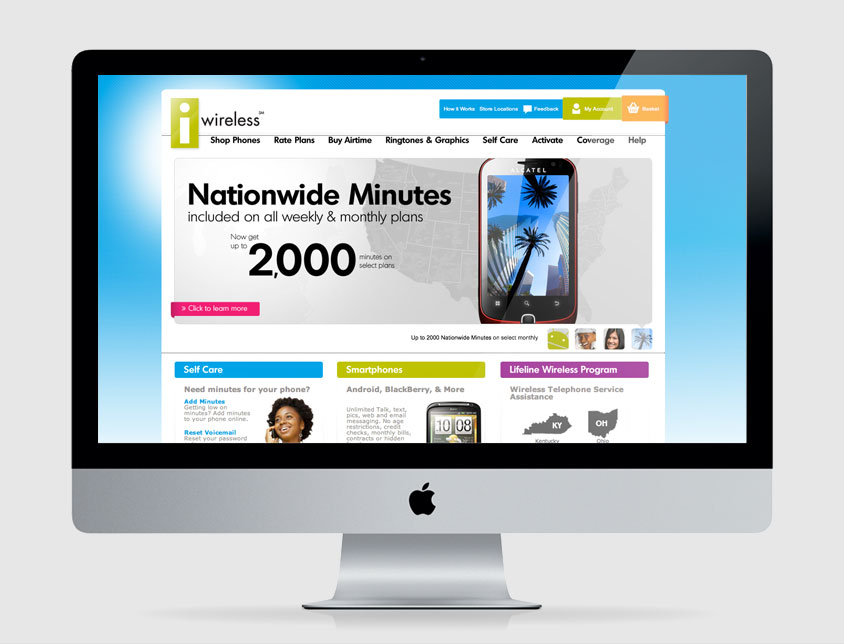 How it Works Store Locations Feedback My Account Basket
i wireless℠
Shop Phones Rate Plans Buy Airtime Ringtones & Graphics Self Care Activate Coverage Help
ALCATEL
Nationwide Minutes
included on all weekly & monthly plans
Now get
up to
2,000
minutes on
select plans
» Click to learn more
Up to 2000 Nationwide Minutes on select monthly
Self Care
Need minutes for your phone?
Add Minutes
Getting low on
minutes? Add minutes
to your phone online.
Reset Voicemail
Reset your password
Smartphones
Android, BlackBerry, & More
Unlimited Talk, text,
pics, web and email
messaging. No age
restrictions, credit
checks, monthly bills,
contracts or hidden
10 08
Lifeline Wireless Program
Wireless Telephone Service
Assistance
KY
OH
Kentucky
Ohio